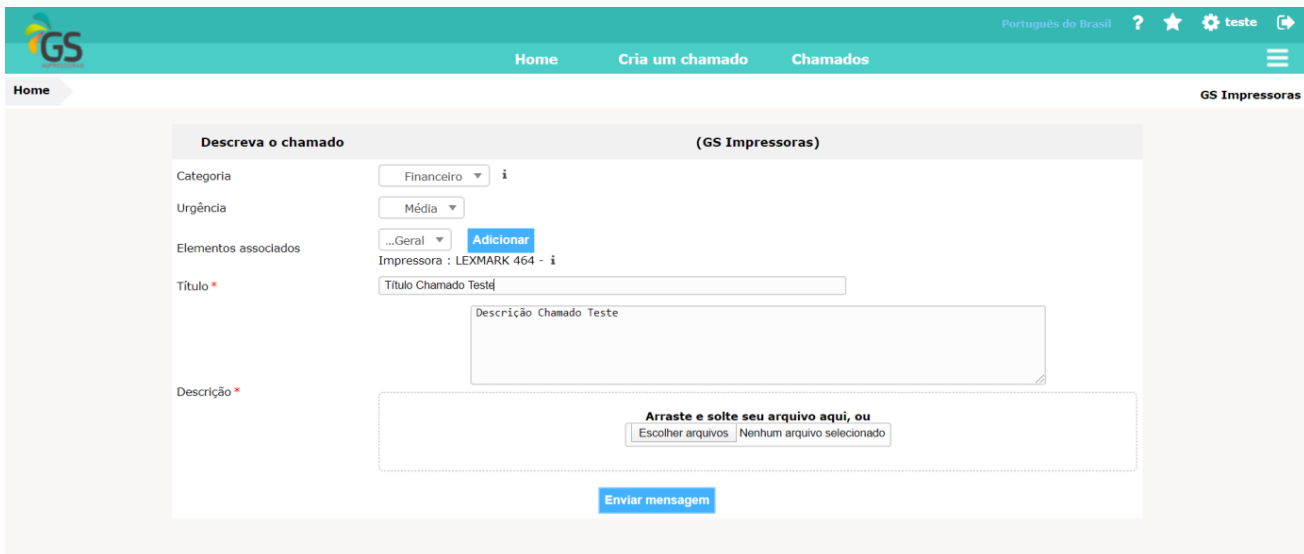 Português do Brasil ? teste
GS
Home Cria um chamado Chamados
Home
GS Impressoras
Descreva o chamado (GS Impressoras)
Categoria Financeiro i
Urgência Média
Elementos associados ...Geral Adicionar
Impressora : LEXMARK 464 - i
Título * Título Chamado Teste
Descrição Chamado Teste
Descrição *
Arraste e solte seu arquivo aqui, ou
Escolher arquivos Nenhum arquivo selecionado
Enviar mensagem